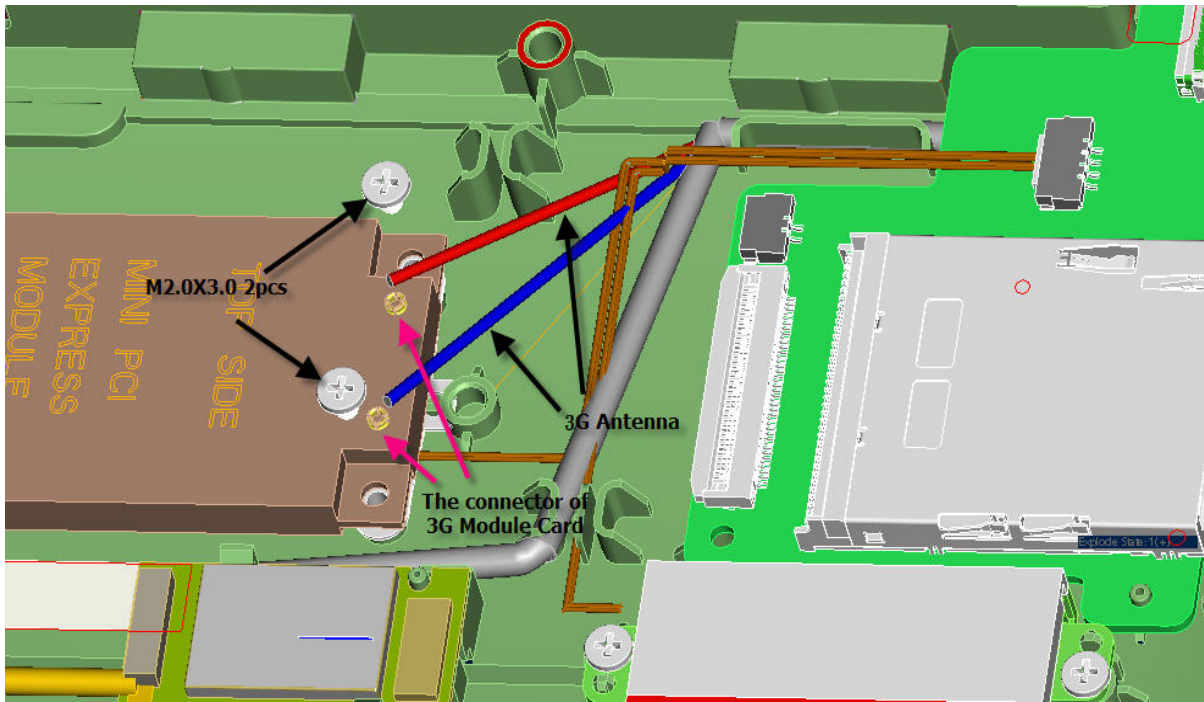 M2.0X3.0 2pcs
TOP SIDE
MINI PCI
EXPRESS
MODULE
3G Antenna
The connector of
3G Module Card
Explode State:1(+)